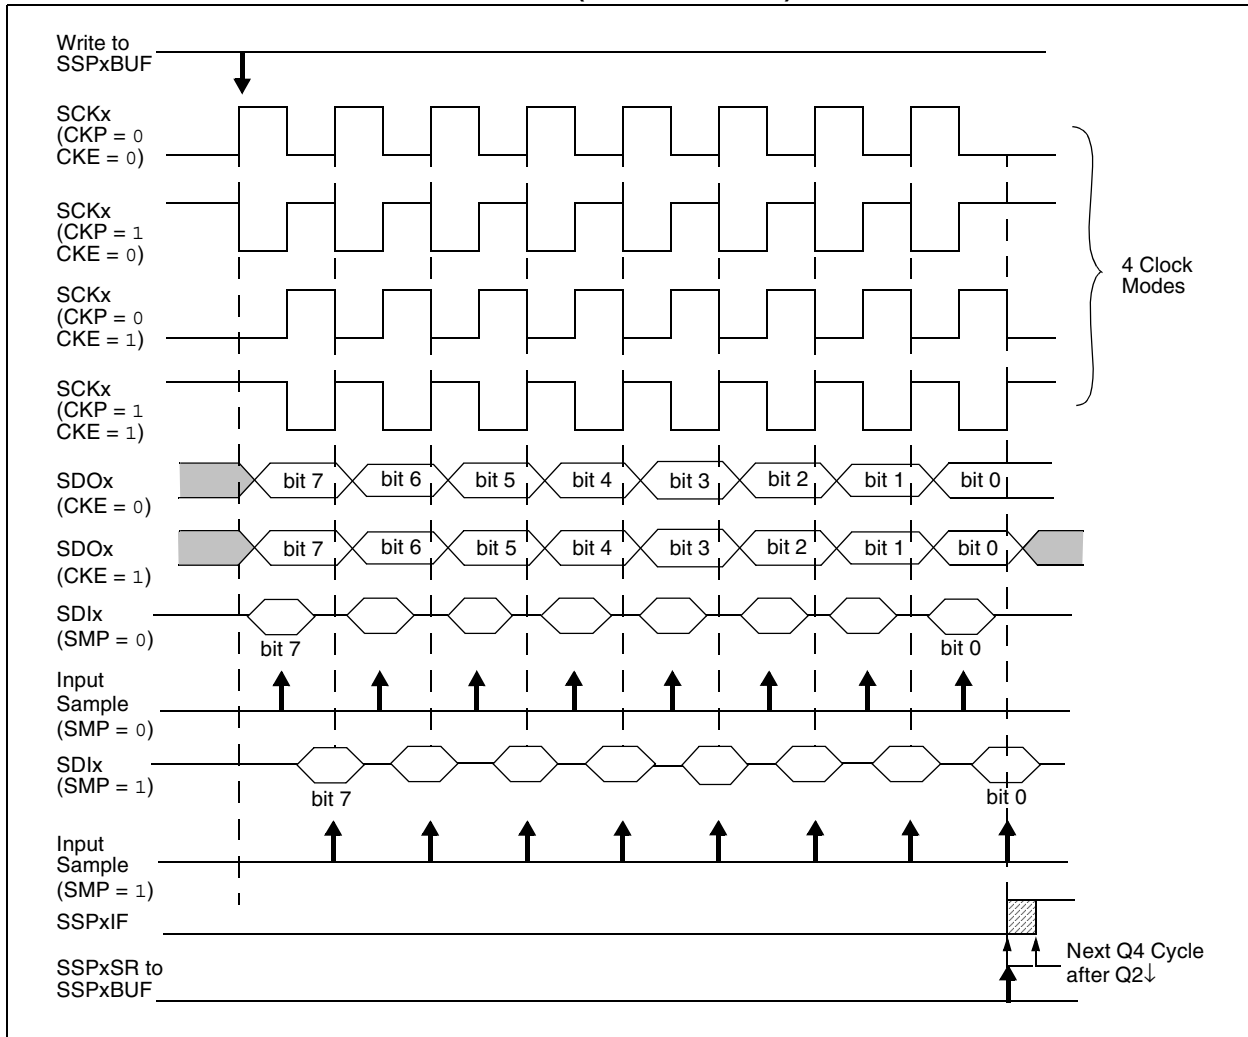 Write to
SSPxBUF
SCKx
(CKP = 0
CKE = 0)
SCKx
(CKP = 1
CKE = 0)
4 Clock
Modes
SCKx
(CKP = 0
CKE = 1)
SCKx
(CKP = 1
CKE = 1)
SDOx
(CKE = 0)
bit 7
bit 6
bit 5
bit 4
bit 3
bit 2
bit 1
bit 0
SDOx
(CKE = 1)
bit 7
bit 6
bit 5
bit 4
bit 3
bit 2
bit 1
bit 0
SDIx
(SMP = 0)
bit 7
bit 0
Input
Sample
(SMP = 0)
SDIx
(SMP = 1)
bit 7
bit 0
Input
Sample
(SMP = 1)
SSPxIF
Next Q4 Cycle
after Q2↓
SSPxSR to
SSPxBUF